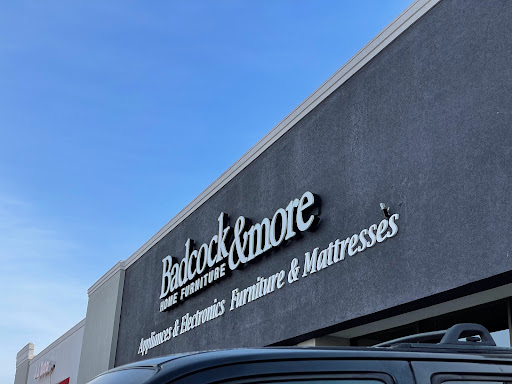 Badcock &more
HOME FURNITURE
Appliances & Electronics Furniture & Mattresses